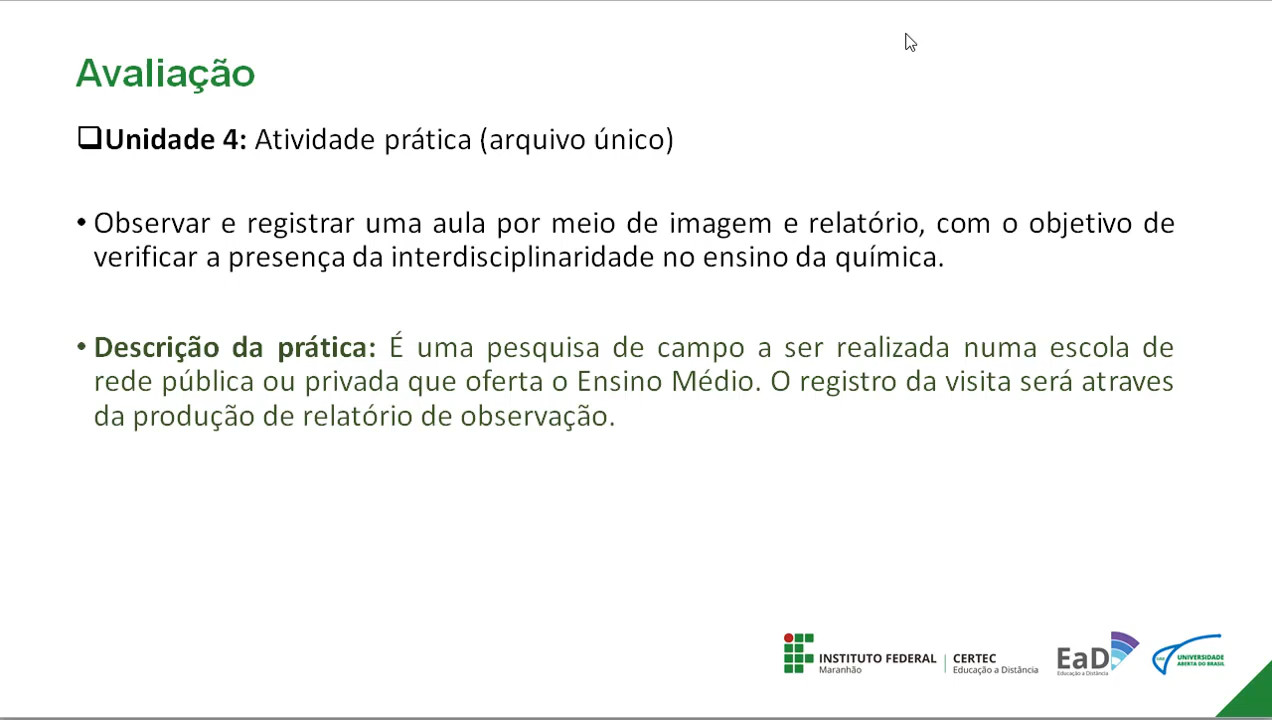 Avaliação
Unidade 4: Atividade prática (arquivo único)
• Observar e registrar uma aula por meio de imagem e relatório, com o objetivo de
verificar a presença da interdisciplinaridade no ensino da química.
• Descrição da prática: É uma pesquisa de campo a ser realizada numa escola de
rede pública ou privada que oferta o Ensino Médio. O registro da visita será atraves
da produção de relatório de observação.
INSTITUTO FEDERAL
Maranhão
CERTEC
Educação a Distância
EaD
Educação a Distância
UNIVERSIDADE
ABERTA DO BRASIL